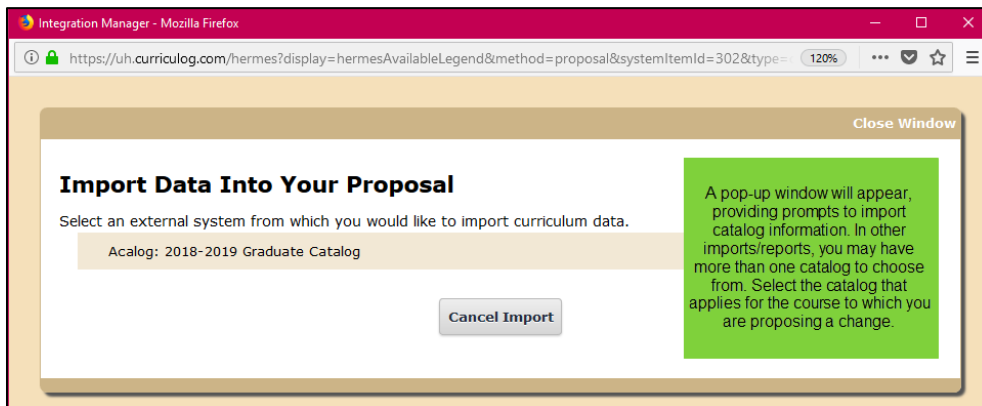 Integration Manager - Mozilla Firefox
https://uh.curriculog.com/hermes?display=hermesAvailableLegend&method=proposal&systemItemId=302&type= 120%
Close Window
Import Data Into Your Proposal
Select an external system from which you would like to import curriculum data.
Acalog: 2018-2019 Graduate Catalog
Cancel Import
A pop-up window will appear,
providing prompts to import
catalog information. In other
imports/reports, you may have
more than one catalog to choose
from. Select the catalog that
applies for the course to which you
are proposing a change.